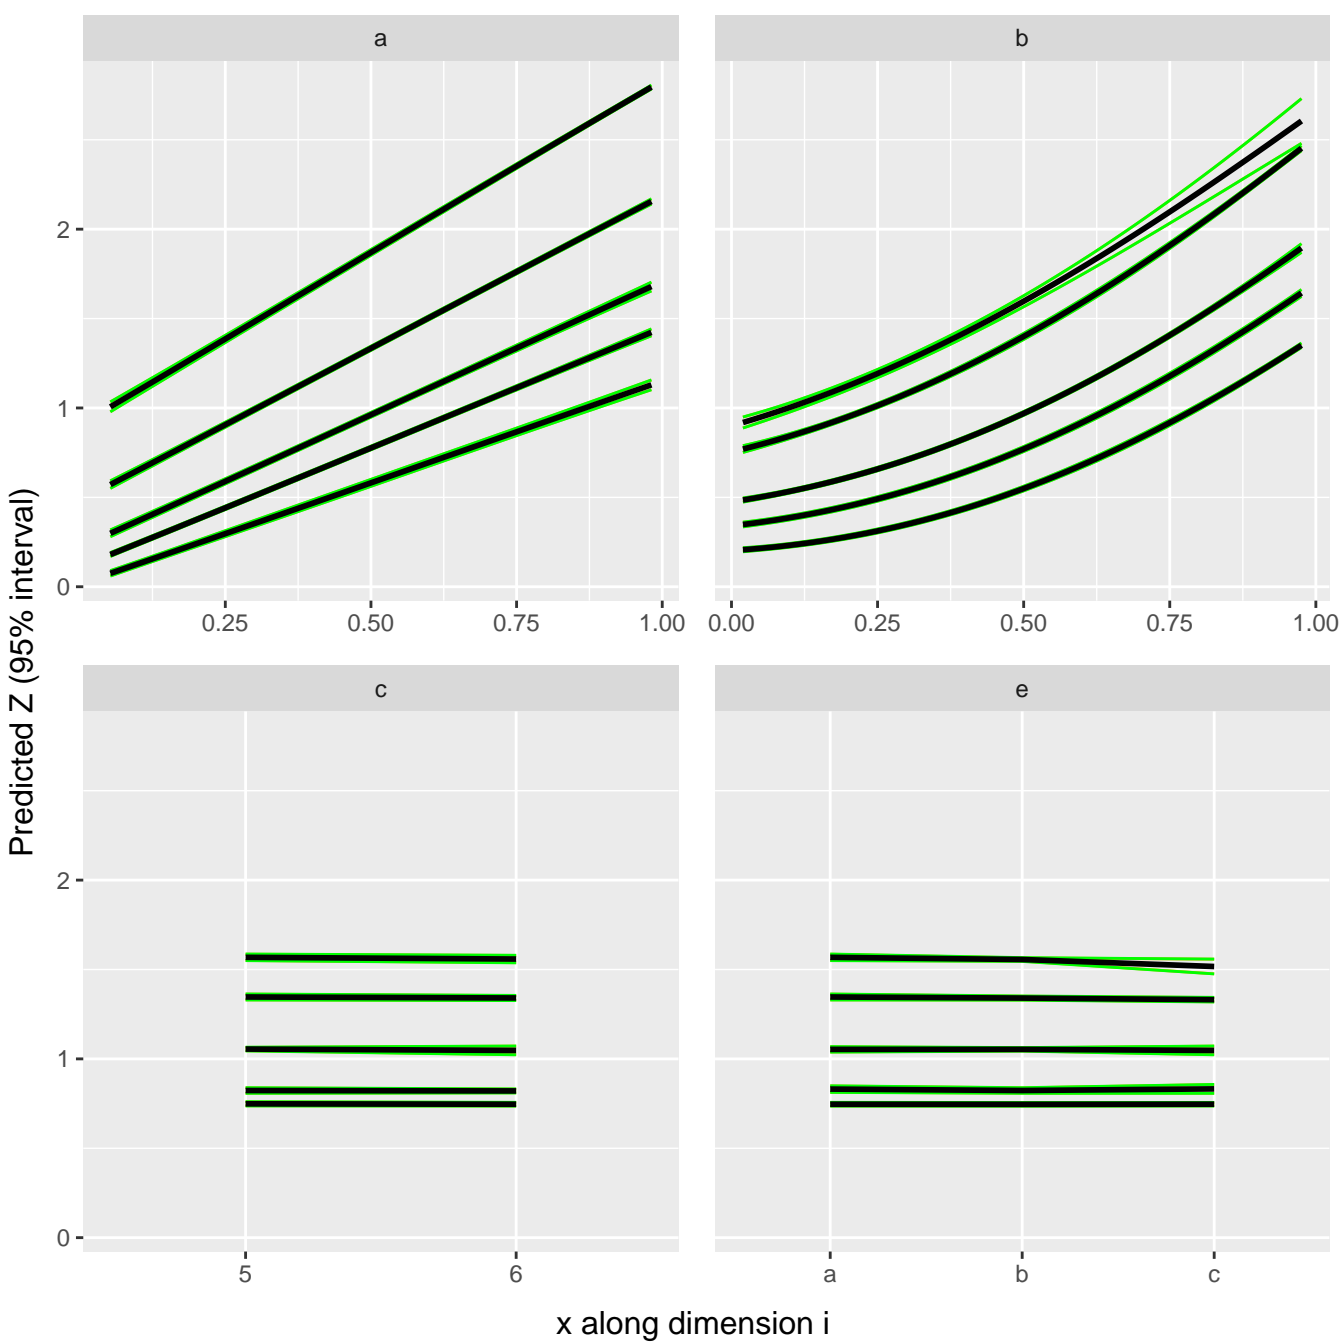 a
b
2
1
0
0.25 0.50 0.75 1.00
0.00 0.25 0.50 0.75 1.00
Predicted Z (95% interval)
c
e
2
1
0
5 6
a b c
x along dimension i